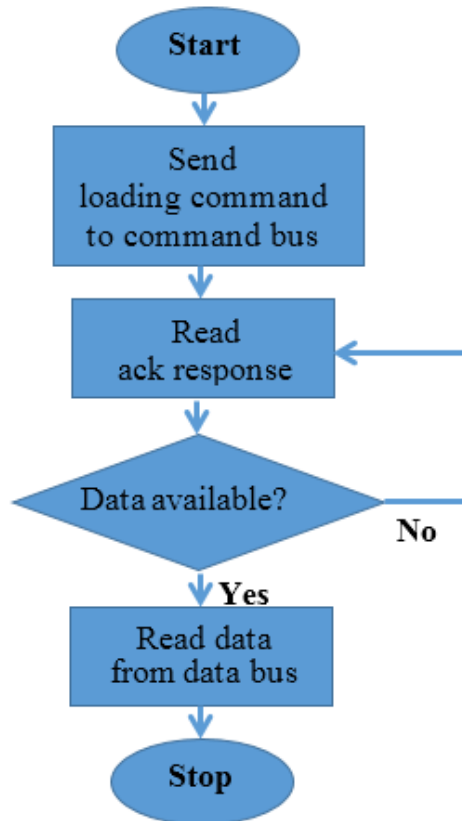 Start
Send
loading command
to command bus
Read
ack response
Data available?
No
Yes
Read data
from data bus
Stop